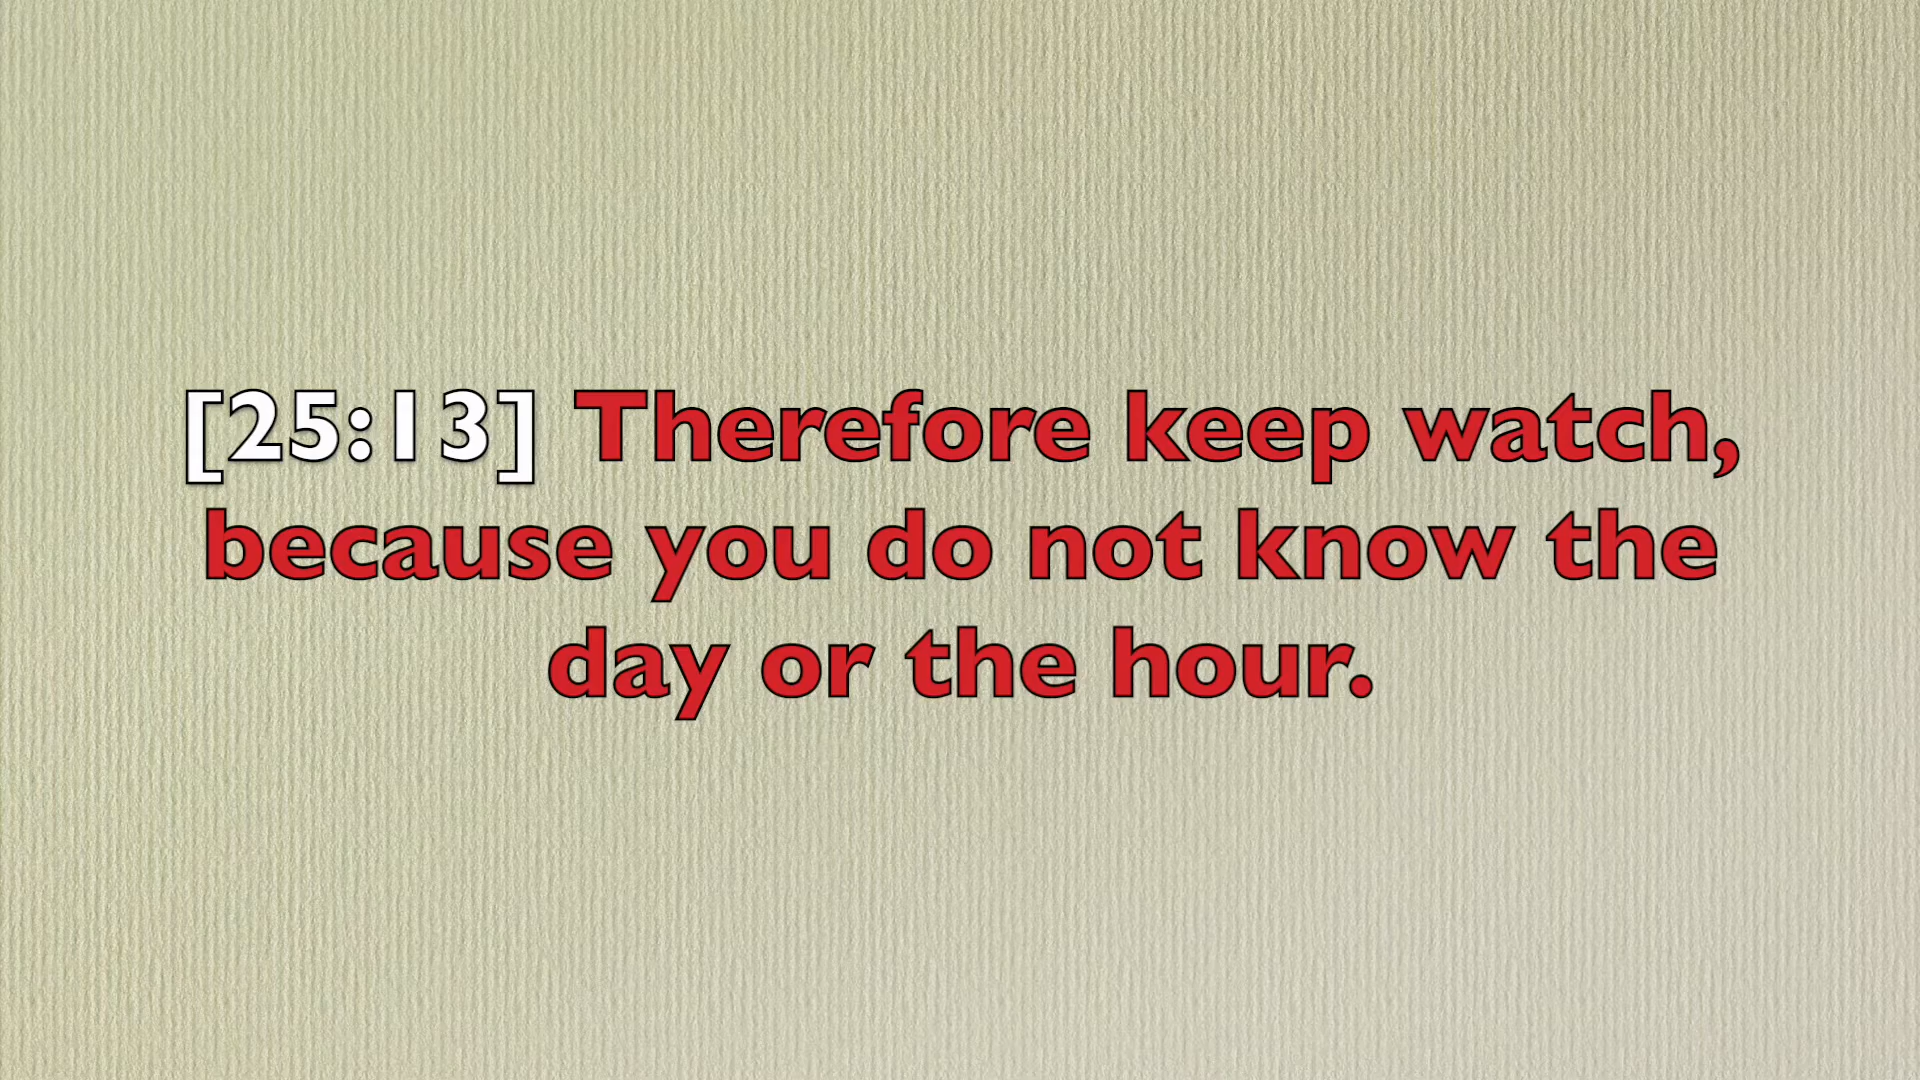 [25:13] Therefore keep watch,
because you do not know the
day or the hour.